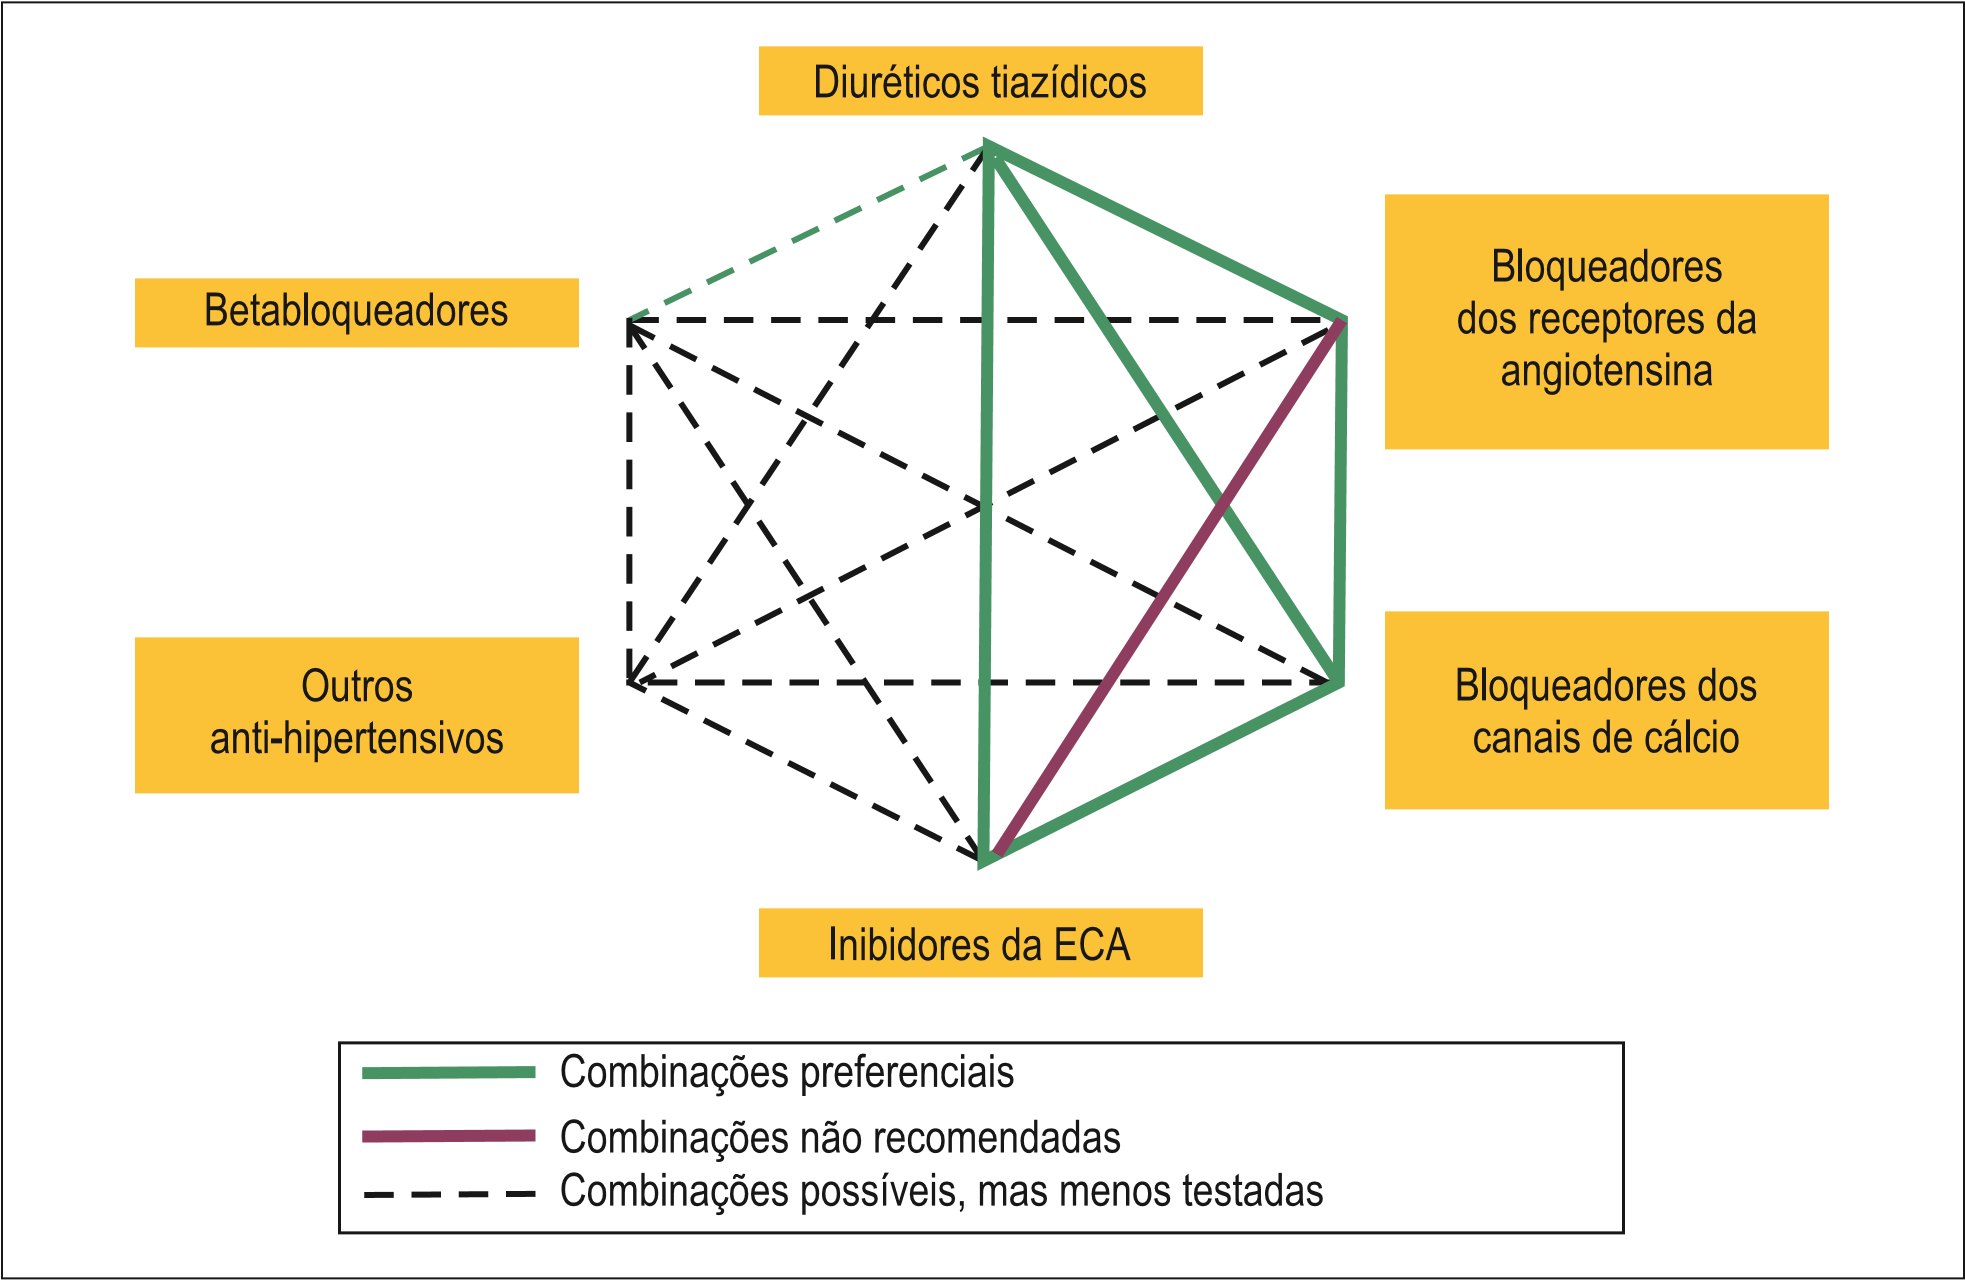 Diuréticos tiazídicos
Bloqueadores
dos receptores da
angiotensina
Betabloqueadores
Outros
anti-hipertensivos
Bloqueadores dos
canais de cálcio
Inibidores da ECA
Combinações preferenciais
Combinações não recomendadas
Combinações possíveis, mas menos testadas